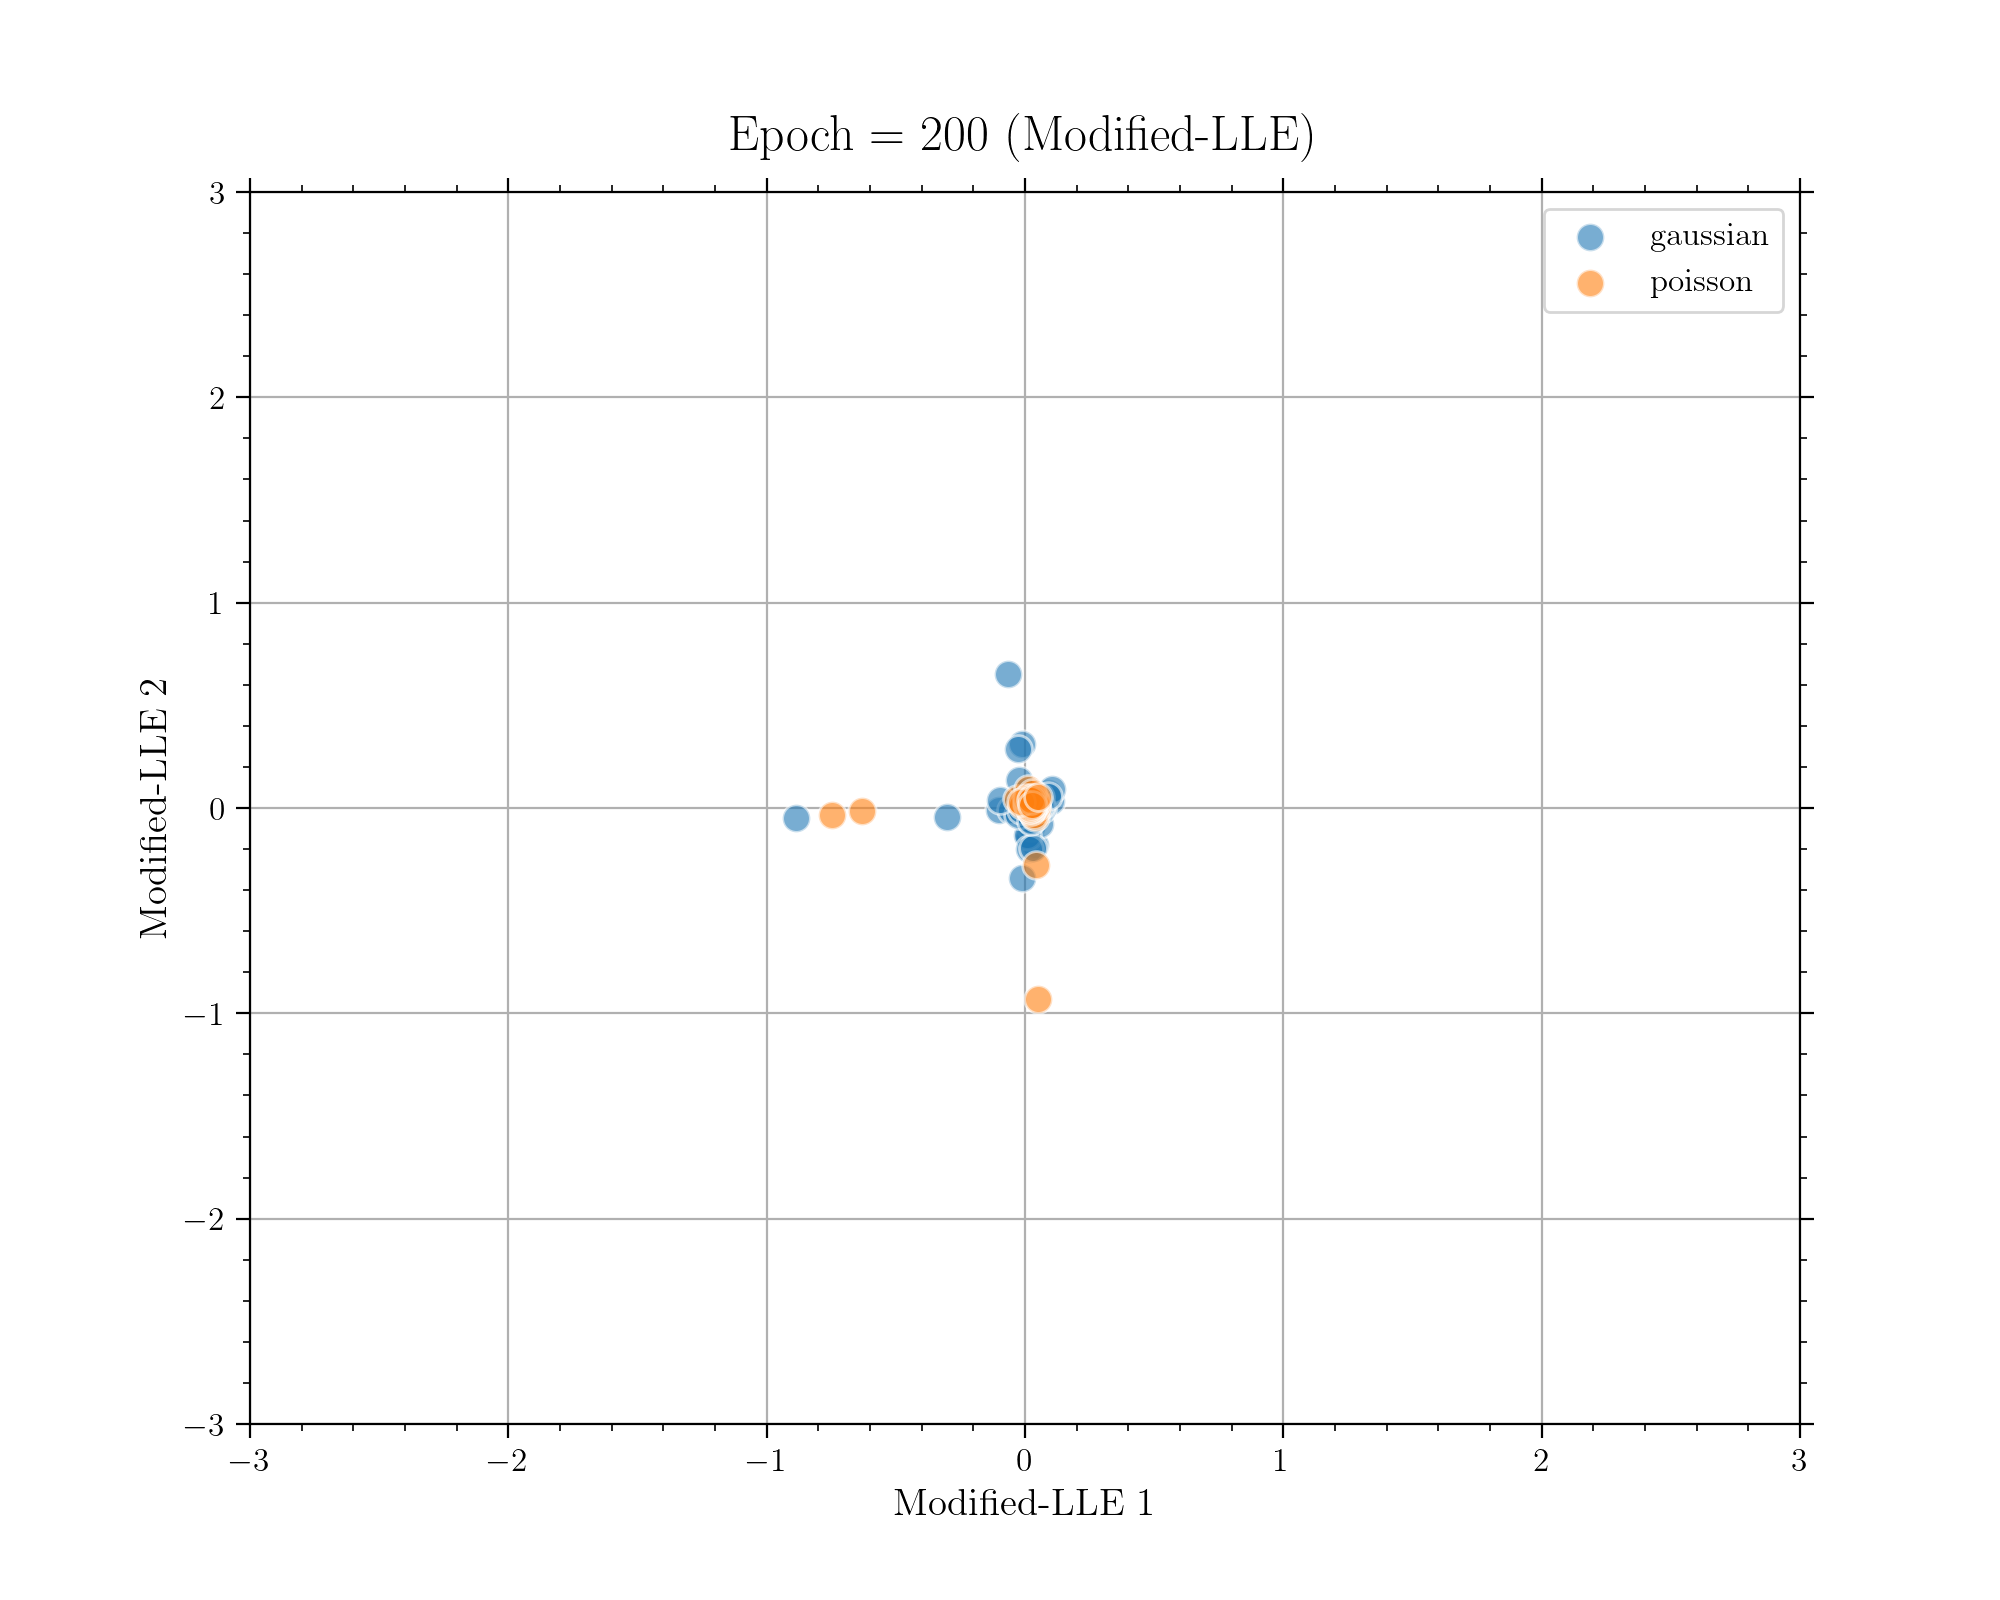 Epoch = 200 (Modified-LLE)
gaussian
poisson
3
2
1
0
−1
−2
−3
Modified-LLE 2
−3 −2 −1 0 1 2 3
Modified-LLE 1